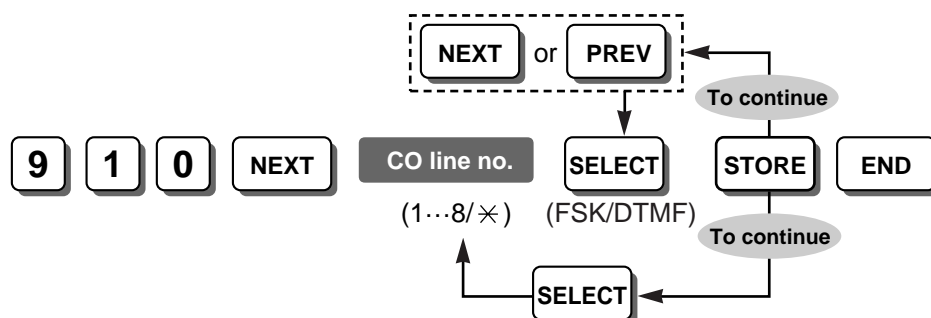 NEXT or PREV
To continue
9 1 0 NEXT CO line no. SELECT STORE END
(1···8/✳) (FSK/DTMF)
To continue
SELECT